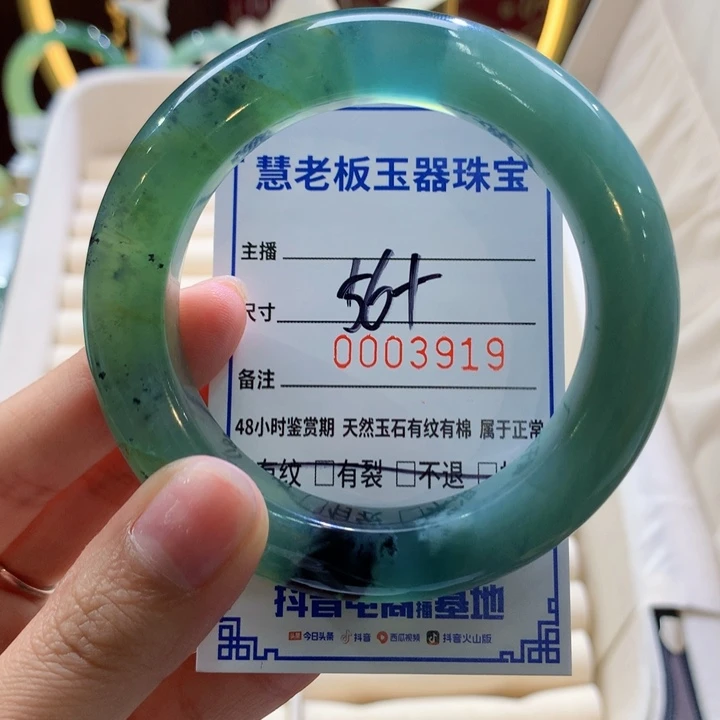 慧老板玉器珠宝
主播
尺寸 56+
0003919
备注
48小时鉴赏期 天然玉石有纹有棉 属于正常
有纹 □有裂 □不退 □
抖音电商直播基地
头条 今日头条 抖音 西瓜视频 抖音火山版